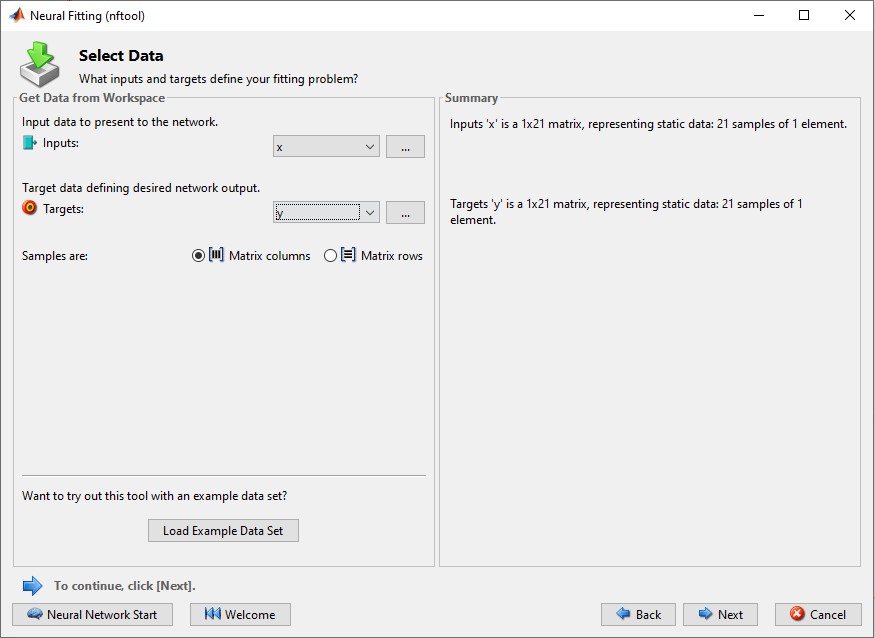 Neural Fitting (nftool)
Select Data
What inputs and targets define your fitting problem?
Get Data from Workspace
Input data to present to the network.
Inputs:
x
...
Target data defining desired network output.
Targets:
y
...
Samples are:
Matrix columns
Matrix rows
Want to try out this tool with an example data set?
Load Example Data Set
Summary
Inputs 'x' is a 1x21 matrix, representing static data: 21 samples of 1 element.
Targets 'y' is a 1x21 matrix, representing static data: 21 samples of 1
element.
To continue, click [Next].
Neural Network Start
Welcome
Back
Next
Cancel